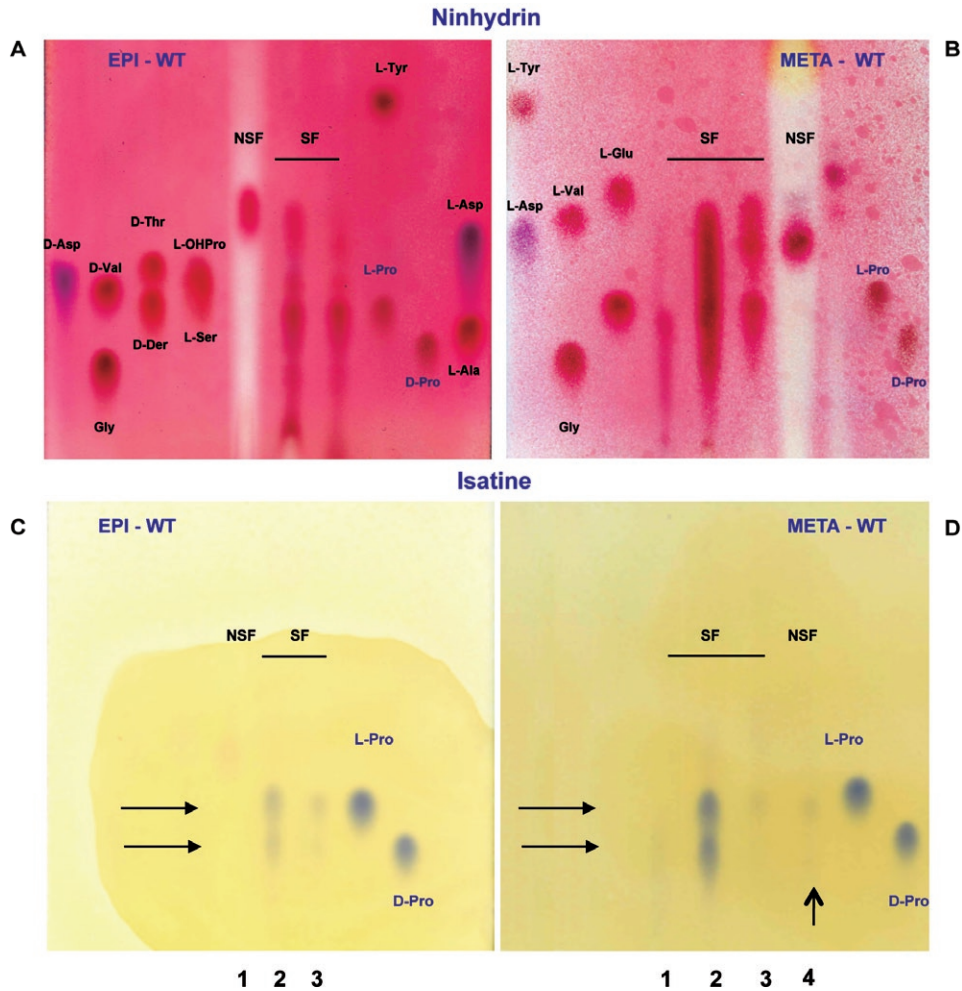 Ninhydrin
A
EPI - WT
META - WT
B
L-Tyr
L-Tyr
NSF
SF
SF
NSF
L-Glu
L-Val
L-Asp
L-Asp
D-Thr
L-OHPro
D-Asp
D-Val
L-Pro
L-Pro
D-Der
L-Ser
D-Pro
L-Ala
D-Pro
Gly
Gly
Isatine
C
EPI - WT
META - WT
D
NSF
SF
SF
NSF
L-Pro
L-Pro
D-Pro
D-Pro
1 2 3
1 2 3 4